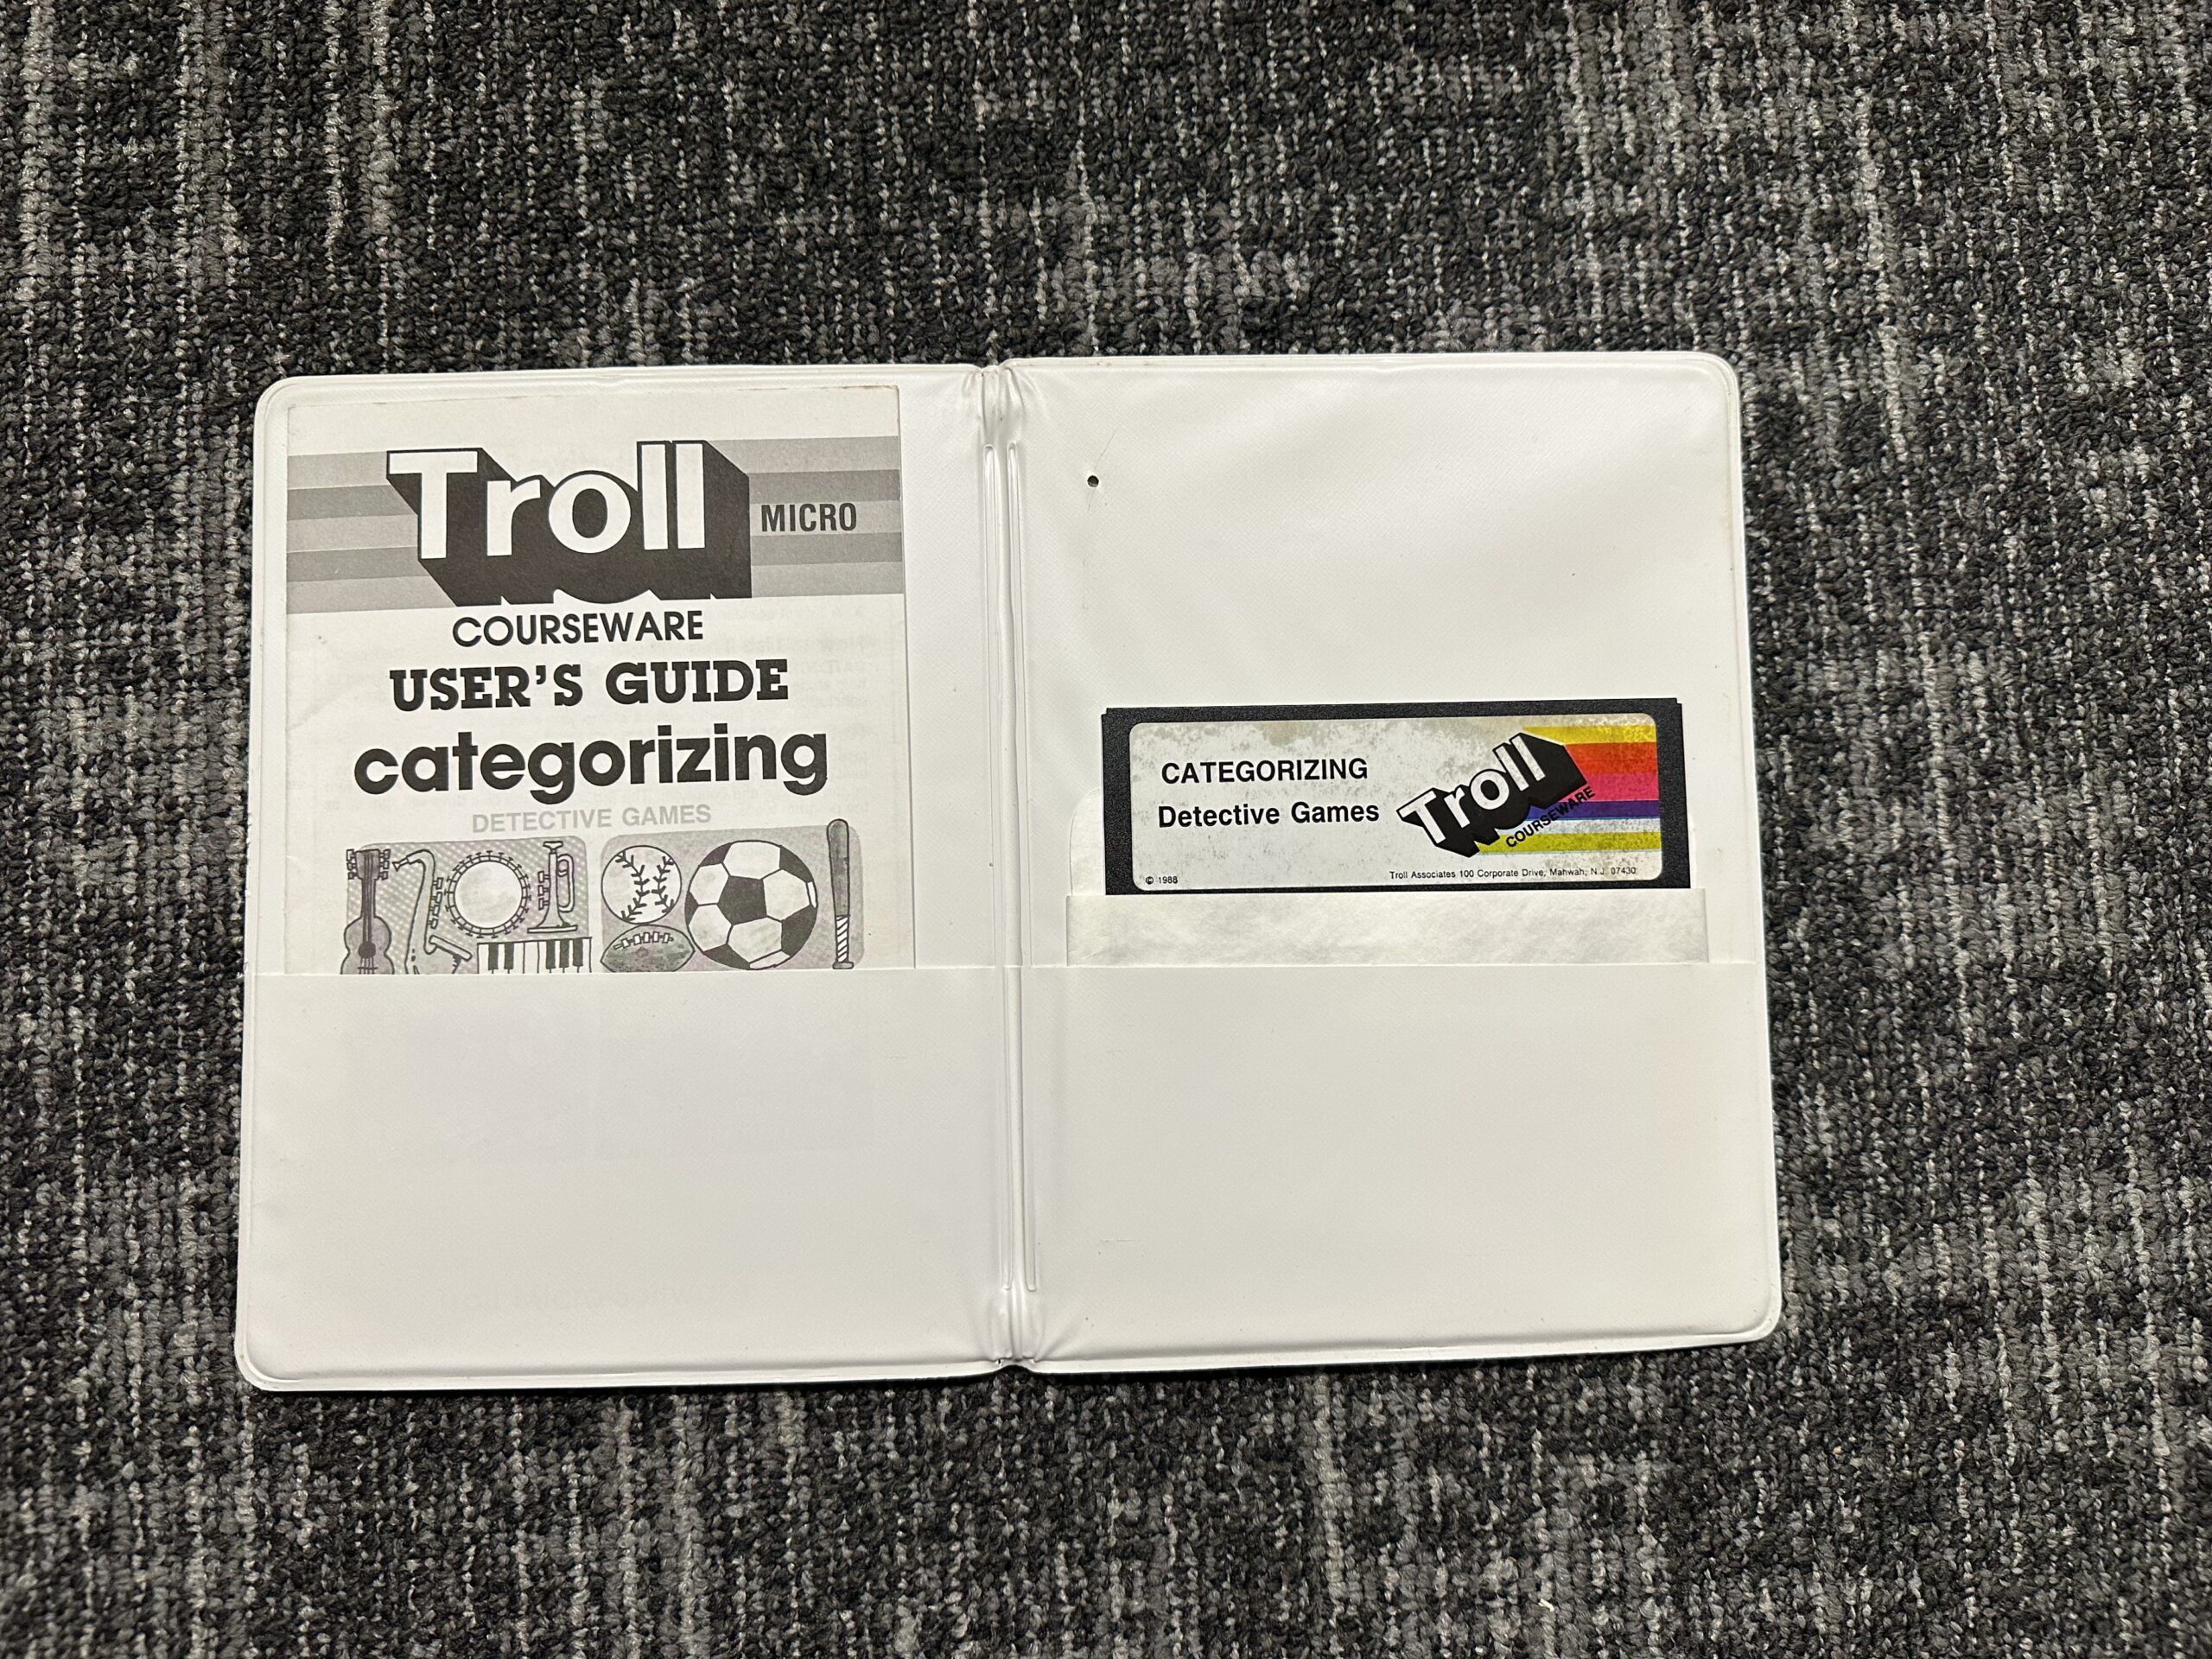 Troll
MICRO
COURSEWARE
USER'S GUIDE
categorizing
DETECTIVE GAMES
CATEGORIZING
Detective Games
Troll
COURSEWARE
© 1988
Troll Associates 100 Corporate Drive, Mahwah, N.J. 07430